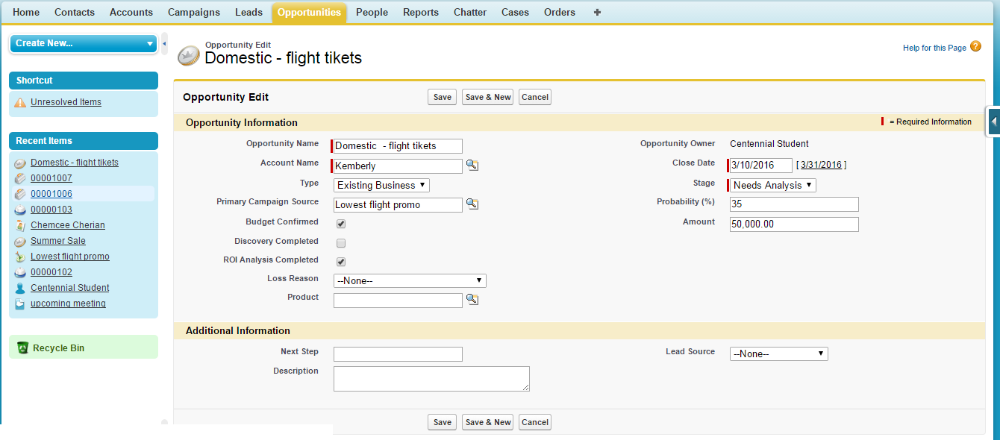 Home Contacts Accounts Campaigns Leads Opportunities People Reports Chatter Cases Orders +
Create New...
Shortcut
Unresolved Items
Recent Items
Domestic - flight tikets
00001007
00001006
00000103
Chemcee Cherian
Summer Sale
Lowest flight promo
00000102
Centennial Student
upcoming meeting
Recycle Bin
Opportunity Edit
Domestic - flight tikets
Help for this Page ?
Opportunity Edit Save Save & New Cancel
Opportunity Information = Required Information
Opportunity Name Domestic - flight tikets Opportunity Owner Centennial Student
Account Name Kemberly Close Date 3/10/2016 [ 3/31/2016 ]
Type Existing Business Stage Needs Analysis
Primary Campaign Source Lowest flight promo Probability (%) 35
Budget Confirmed Amount 50,000.00
Discovery Completed
ROI Analysis Completed
Loss Reason --None--
Product
Additional Information
Next Step Lead Source --None--
Description
Save Save & New Cancel